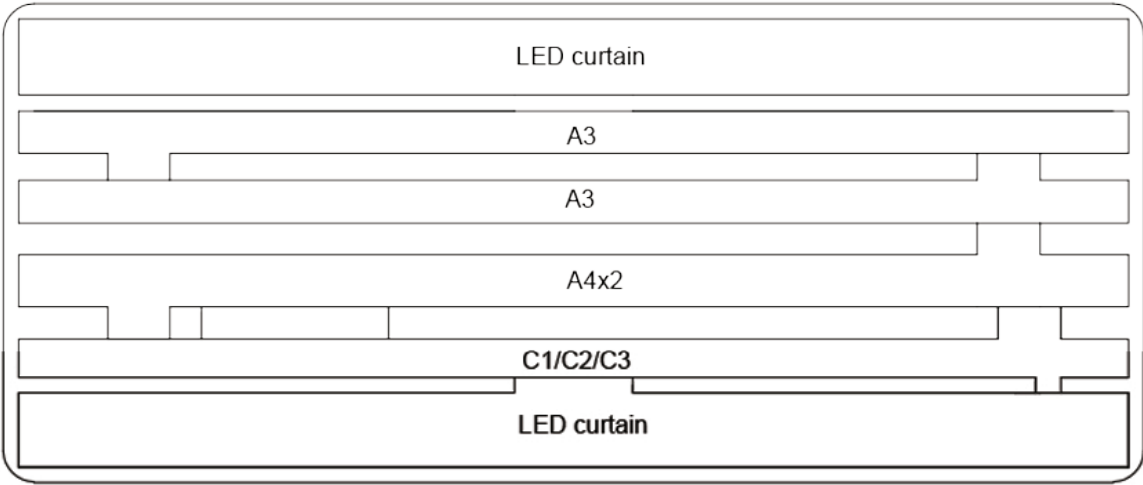 LED curtain
A3
A3
A4x2
C1/C2/C3
LED curtain